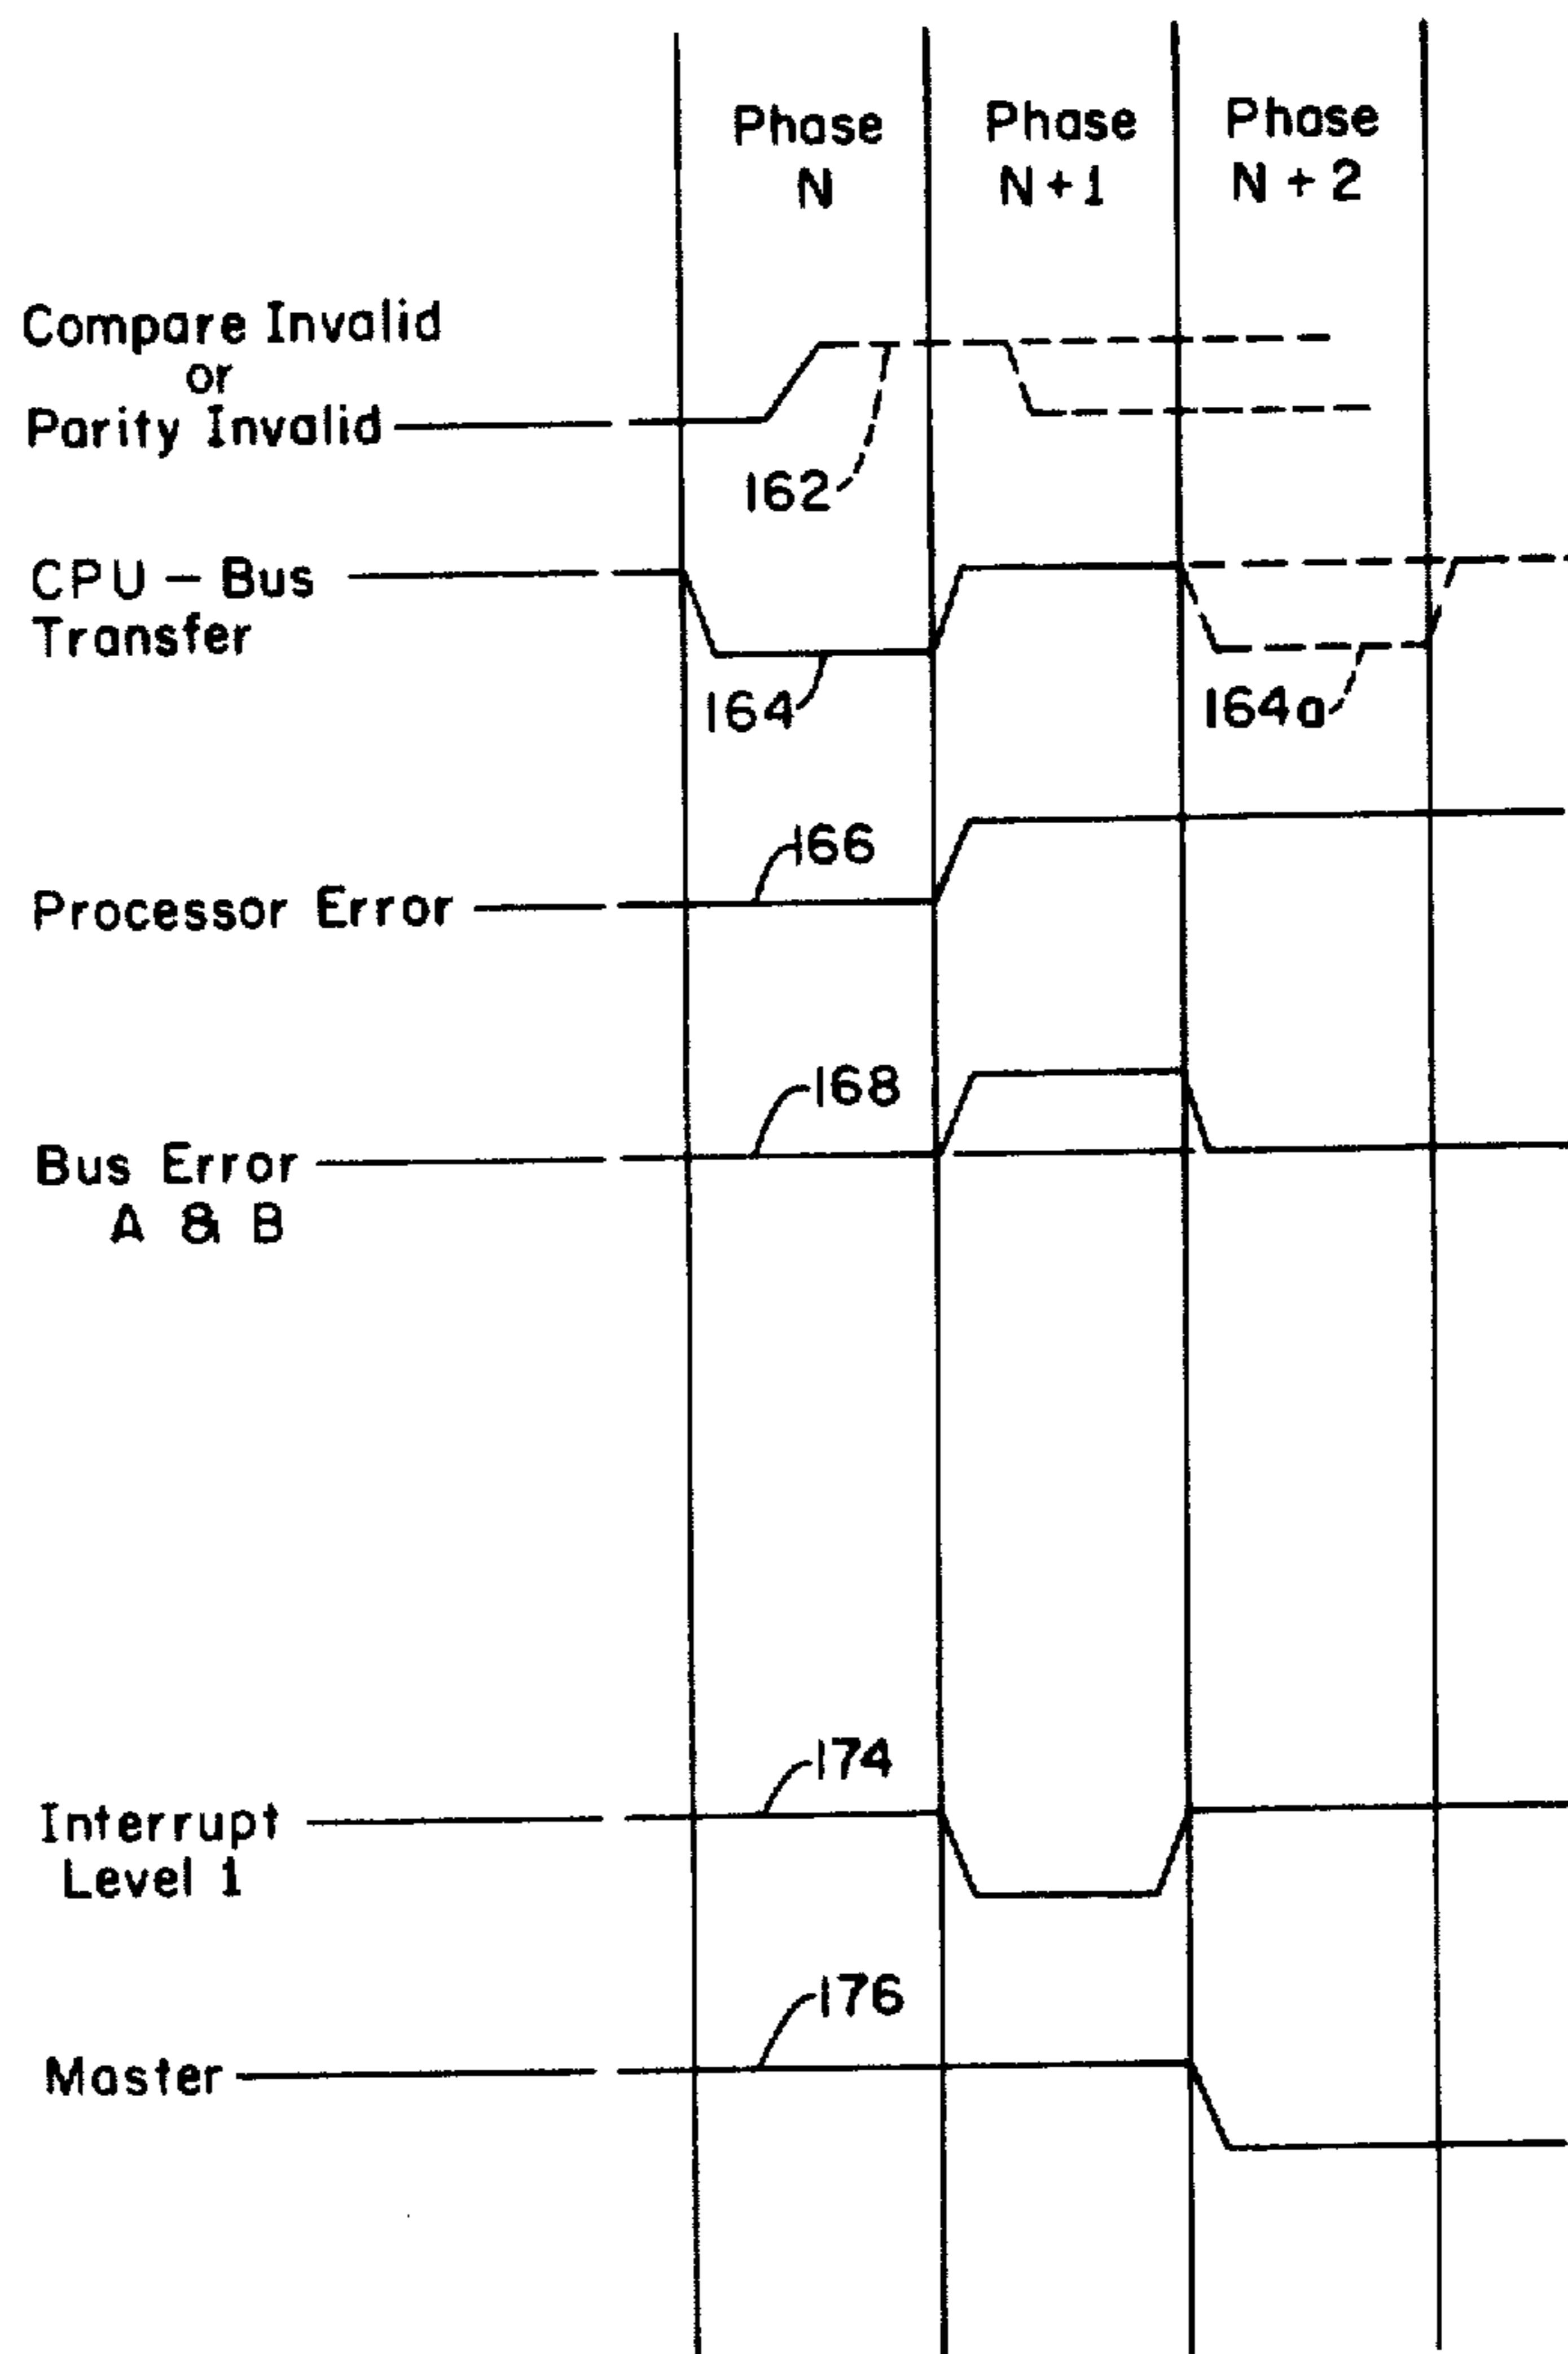 Phase
N
Phase
N + 1
Phase
N + 2
Compare Invalid
or
Parity Invalid
162
CPU – Bus
Transfer
164
164a
166
Processor Error
168
Bus Error
A & B
174
Interrupt
Level 1
176
Master